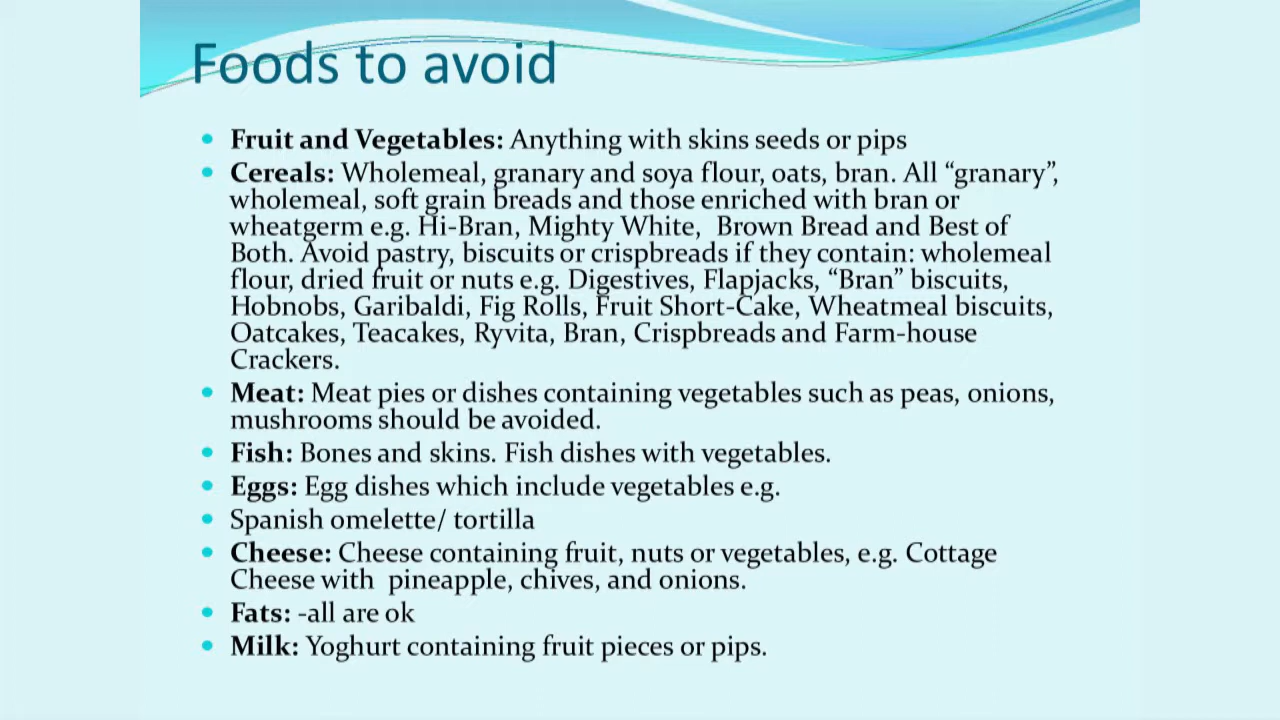 Foods to avoid
• Fruit and Vegetables: Anything with skins seeds or pips
• Cereals: Wholemeal, granary and soya flour, oats, bran. All “granary”,
wholemeal, soft grain breads and those enriched with bran or
wheatgerm e.g. Hi-Bran, Mighty White,  Brown Bread and Best of
Both. Avoid pastry, biscuits or crispbreads if they contain: wholemeal
flour, dried fruit or nuts e.g. Digestives, Flapjacks, “Bran” biscuits,
Hobnobs, Garibaldi, Fig Rolls, Fruit Short-Cake, Wheatmeal biscuits,
Oatcakes, Teacakes, Ryvita, Bran, Crispbreads and Farm-house
Crackers.
• Meat: Meat pies or dishes containing vegetables such as peas, onions,
mushrooms should be avoided.
• Fish: Bones and skins. Fish dishes with vegetables.
• Eggs: Egg dishes which include vegetables e.g.
• Spanish omelette/ tortilla
• Cheese: Cheese containing fruit, nuts or vegetables, e.g. Cottage
Cheese with  pineapple, chives, and onions.
• Fats: -all are ok
• Milk: Yoghurt containing fruit pieces or pips.